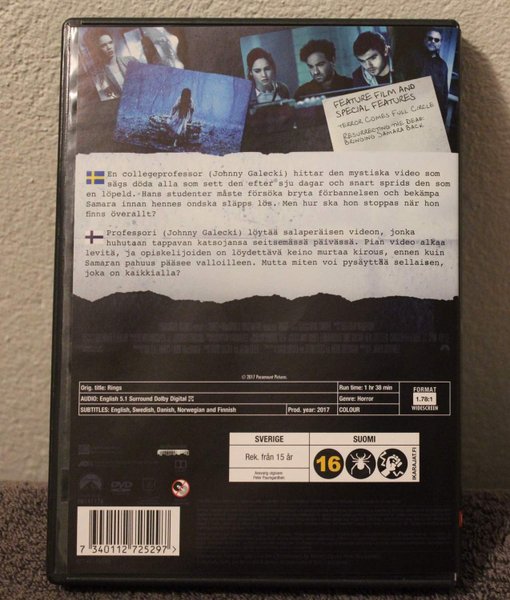 FEATURE FILM AND
SPECIAL FEATURES
TERROR COMES FULL CIRCLE
RESURRECTING THE DEAD:
BRINGING SAMARA BACK
En collegeprofessor (Johnny Galecki) hittar den mystiska video som
sägs döda alla som sett den efter sju dagar och snart sprids den som
en löpeld. Hans studenter måste försöka bryta förbannelsen och bekämpa
Samara innan hennes ondska släpps lös. Men hur ska hon stoppas när hon
finns överallt?
Professori (Johnny Galecki) löytää salaperäisen videon, jonka
huhutaan tappavan katsojansa seitsemässä päivässä. Pian video alkaa
levitä, ja opiskelijoiden on löydettävä keino murtaa kirous, ennen kuin
Samaran pahuus pääsee valloilleen. Mutta miten voi pysäyttää sellaisen,
joka on kaikkialla?
© 2017 Paramount Pictures.
Orig. title: Rings
Run time: 1 hr 38 min
AUDIO: English 5.1 Surround Dolby Digital
Genre: Horror
SUBTITLES: English, Swedish, Danish, Norwegian and Finnish
Prod. year: 2017
COLOUR
FORMAT
1.78:1
WIDESCREEN
SVERIGE
SUOMI
Rek. från 15 år
Ansvarig utgivare
16
IKARAJAT.FI
DVD
7 340112 725297 >